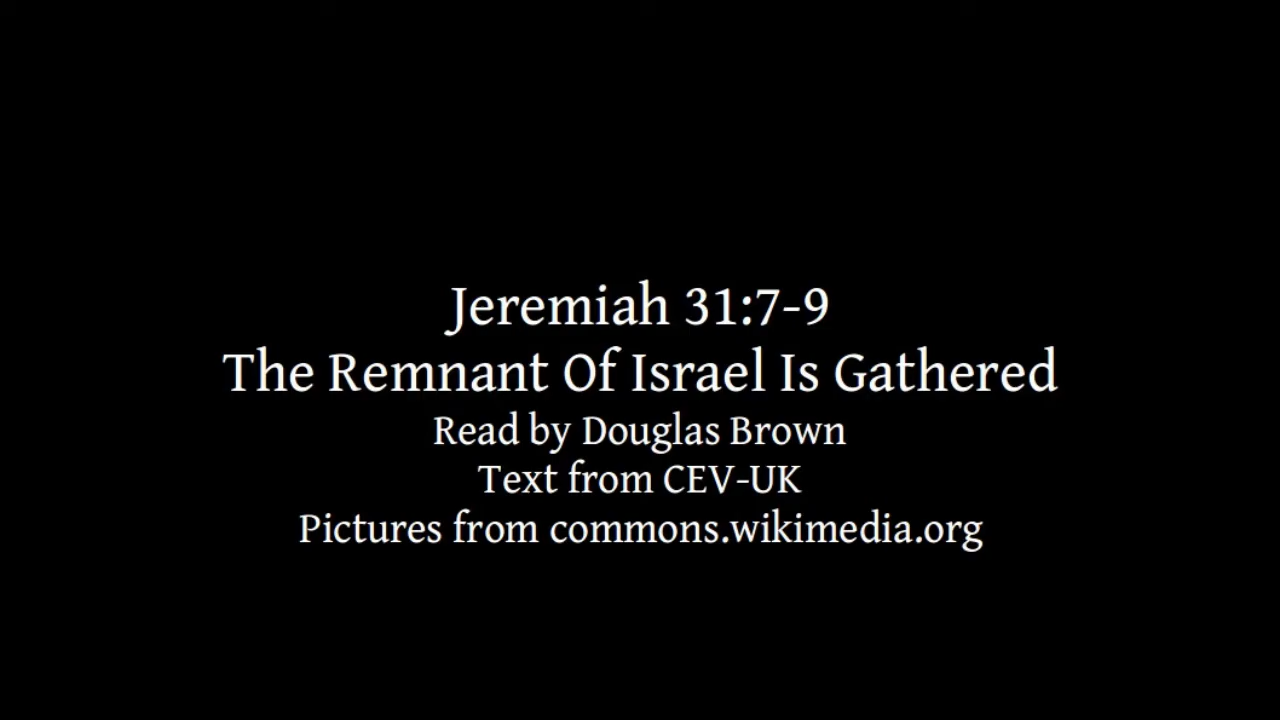 Jeremiah 31:7-9
The Remnant Of Israel Is Gathered
Read by Douglas Brown
Text from CEV-UK
Pictures from commons.wikimedia.org